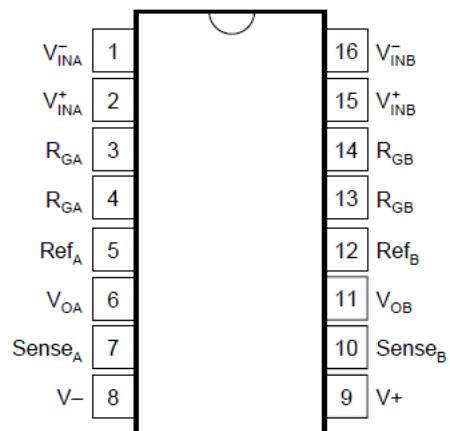 V⁻INA 1 16 V⁻INB
V⁺INA 2 15 V⁺INB
RGA 3 14 RGB
RGA 4 13 RGB
RefA 5 12 RefB
VOA 6 11 VOB
SenseA 7 10 SenseB
V– 8 9 V+